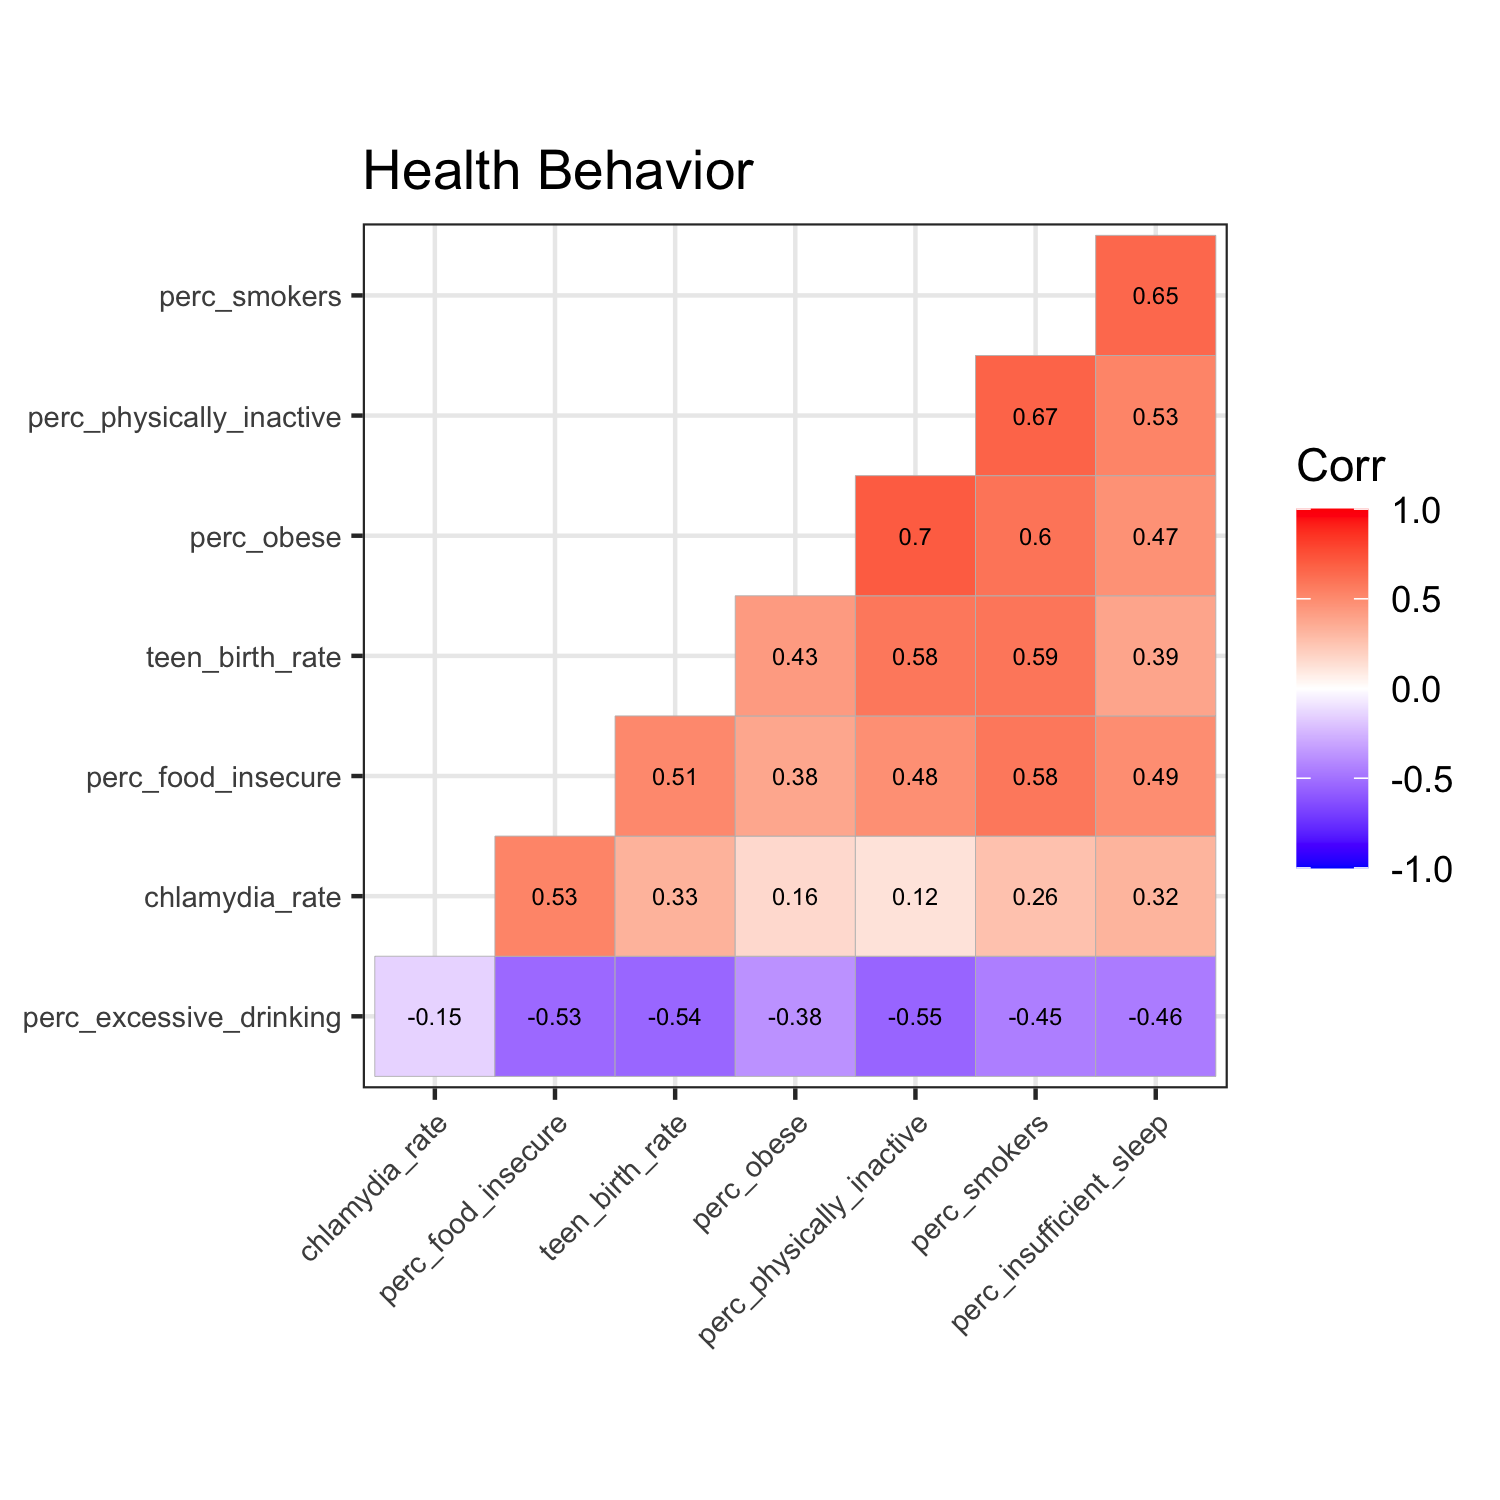 Health Behavior
perc_smokers
0.65
perc_physically_inactive
0.67 0.53
perc_obese
0.7 0.6 0.47
teen_birth_rate
0.43 0.58 0.59 0.39
perc_food_insecure
0.51 0.38 0.48 0.58 0.49
chlamydia_rate
0.53 0.33 0.16 0.12 0.26 0.32
perc_excessive_drinking
-0.15 -0.53 -0.54 -0.38 -0.55 -0.45 -0.46
chlamydia_rate
perc_food_insecure
teen_birth_rate
perc_obese
perc_physically_inactive
perc_smokers
perc_insufficient_sleep
Corr
1.0
0.5
0.0
-0.5
-1.0